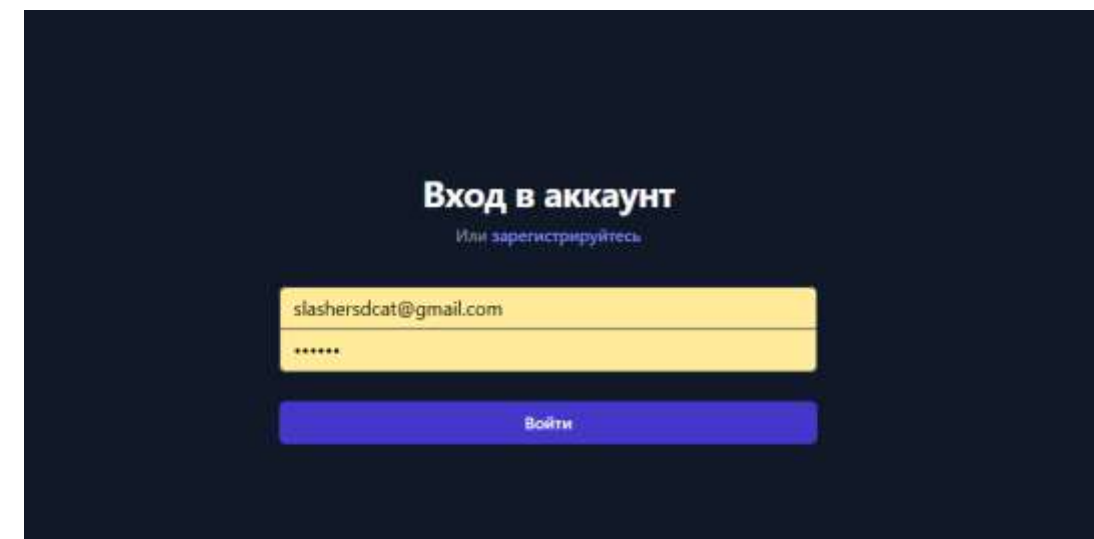 Вход в аккаунт
Или зарегистрируйтесь
slashersdcat@gmail.com
••••••
Войти